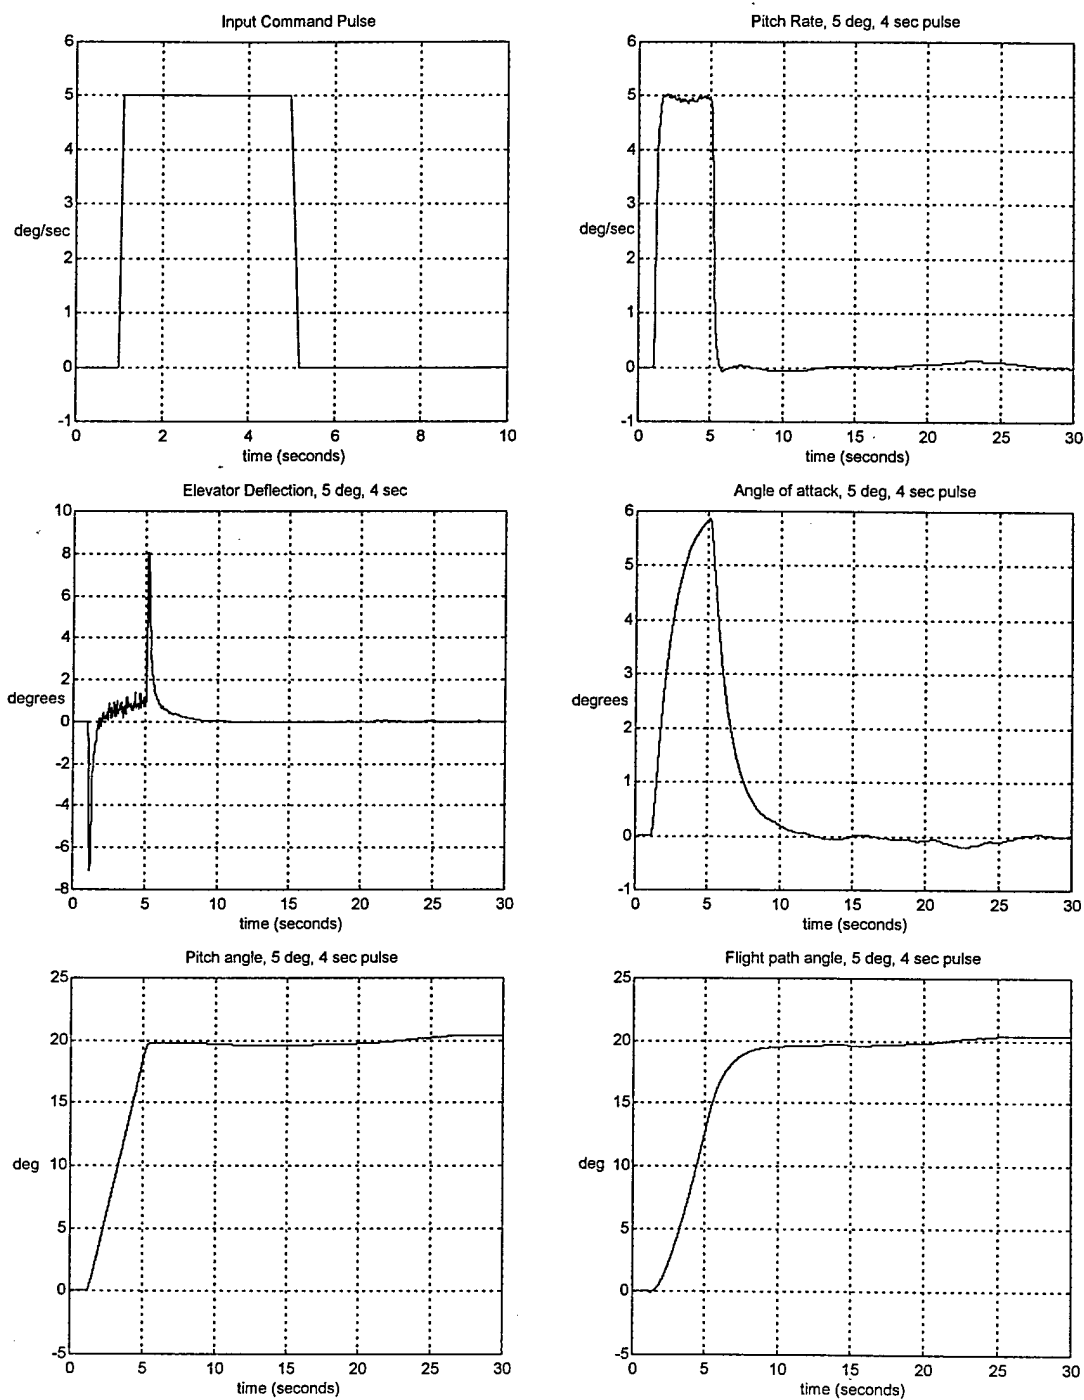 Input Command Pulse
6
5
4
3
deg/sec
2
1
0
-1
0 2 4 6 8 10
time (seconds)
Pitch Rate, 5 deg, 4 sec pulse
6
5
4
3
deg/sec
2
1
0
-1
0 5 10 15 20 25 30
time (seconds)
Elevator Deflection, 5 deg, 4 sec
10
8
6
4
2
degrees
0
-2
-4
-6
-8
0 5 10 15 20 25 30
time (seconds)
Angle of attack, 5 deg, 4 sec pulse
6
5
4
3
degrees
2
1
0
-1
0 5 10 15 20 25 30
time (seconds)
Pitch angle, 5 deg, 4 sec pulse
25
20
15
deg 10
5
0
-5
0 5 10 15 20 25 30
time (seconds)
Flight path angle, 5 deg, 4 sec pulse
25
20
15
deg 10
5
0
-5
0 5 10 15 20 25 30
time (seconds)